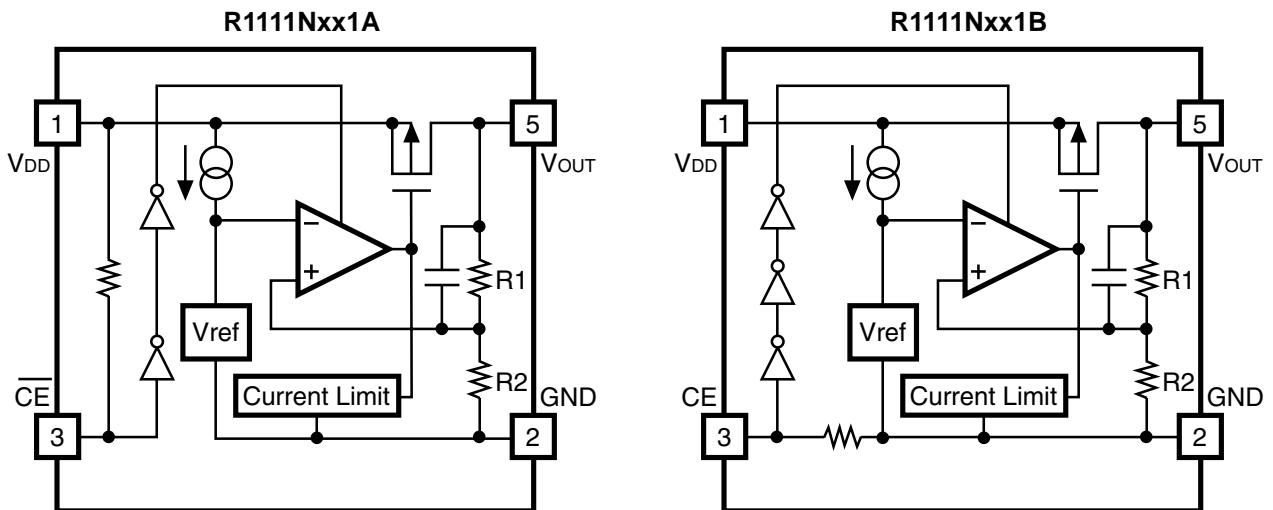 R1111Nxx1A
1
VDD
5
VOUT
−
+
R1
Vref
R2
Current Limit
C̅E̅
3
GND
2
R1111Nxx1B
1
VDD
5
VOUT
−
+
R1
Vref
R2
Current Limit
CE
3
GND
2